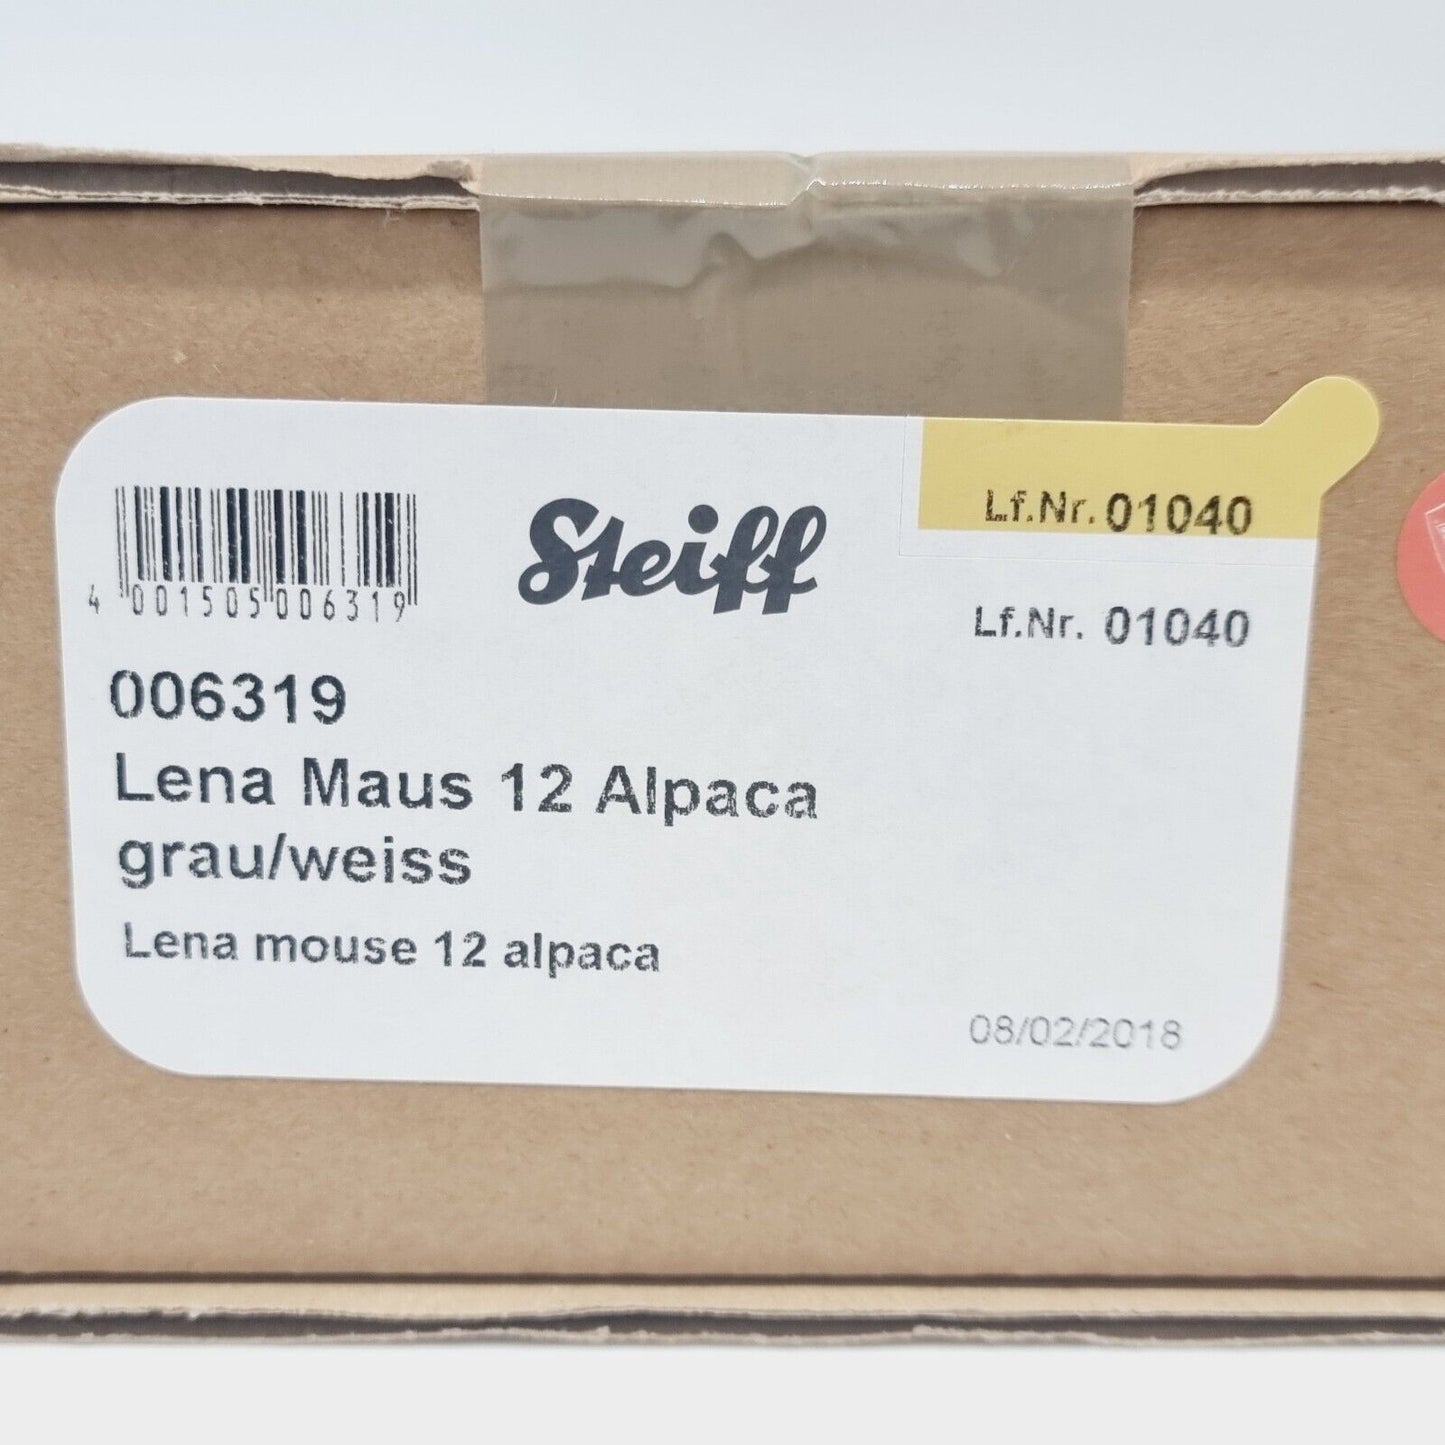 Steiff
Lf.Nr. 01040
Lf.Nr. 01040
4 001505 006319
006319
Lena Maus 12 Alpaca
grau/weiss
Lena mouse 12 alpaca
08/02/2018